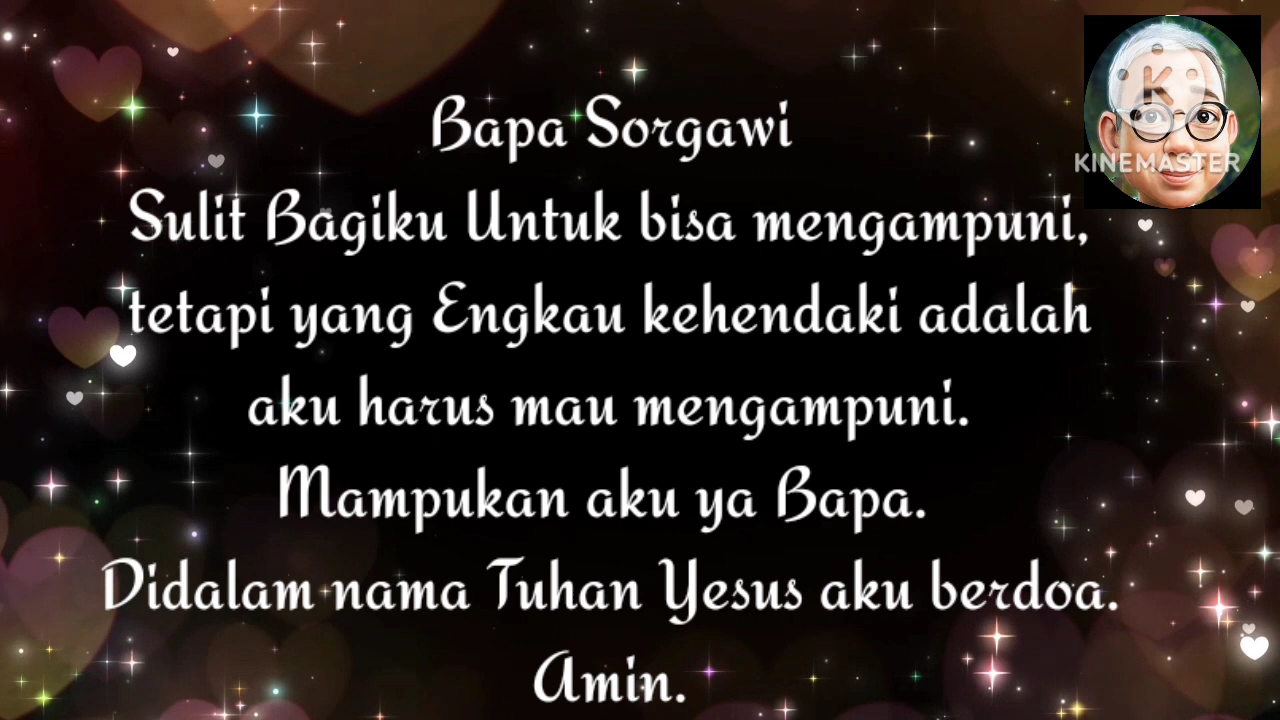 Bapa Sorgawi
Sulit Bagiku Untuk bisa mengampuni,
tetapi yang Engkau kehendaki adalah
aku harus mau mengampuni.
Mampukan aku ya Bapa.
Didalam nama Tuhan Yesus aku berdoa.
Amin.
K
KINEMASTER